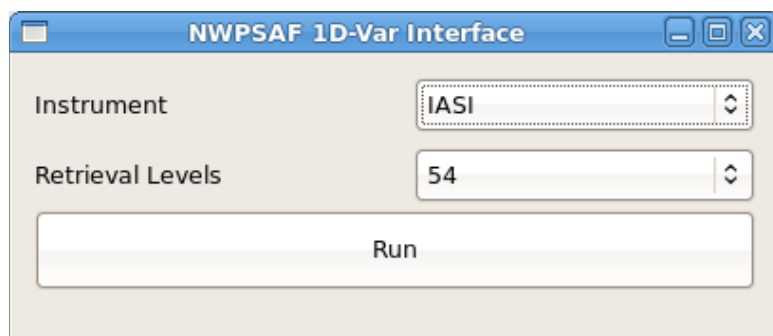 NWPSAF 1D-Var Interface
Instrument IASI
Retrieval Levels 54
Run